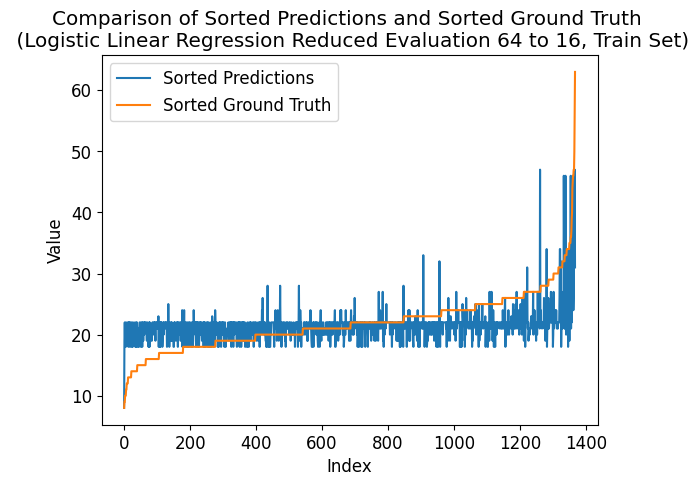 Comparison of Sorted Predictions and Sorted Ground Truth
(Logistic Linear Regression Reduced Evaluation 64 to 16, Train Set)
Sorted Predictions
Sorted Ground Truth
60
50
40
30
20
10
Value
0
200
400
600
800
1000
1200
1400
Index